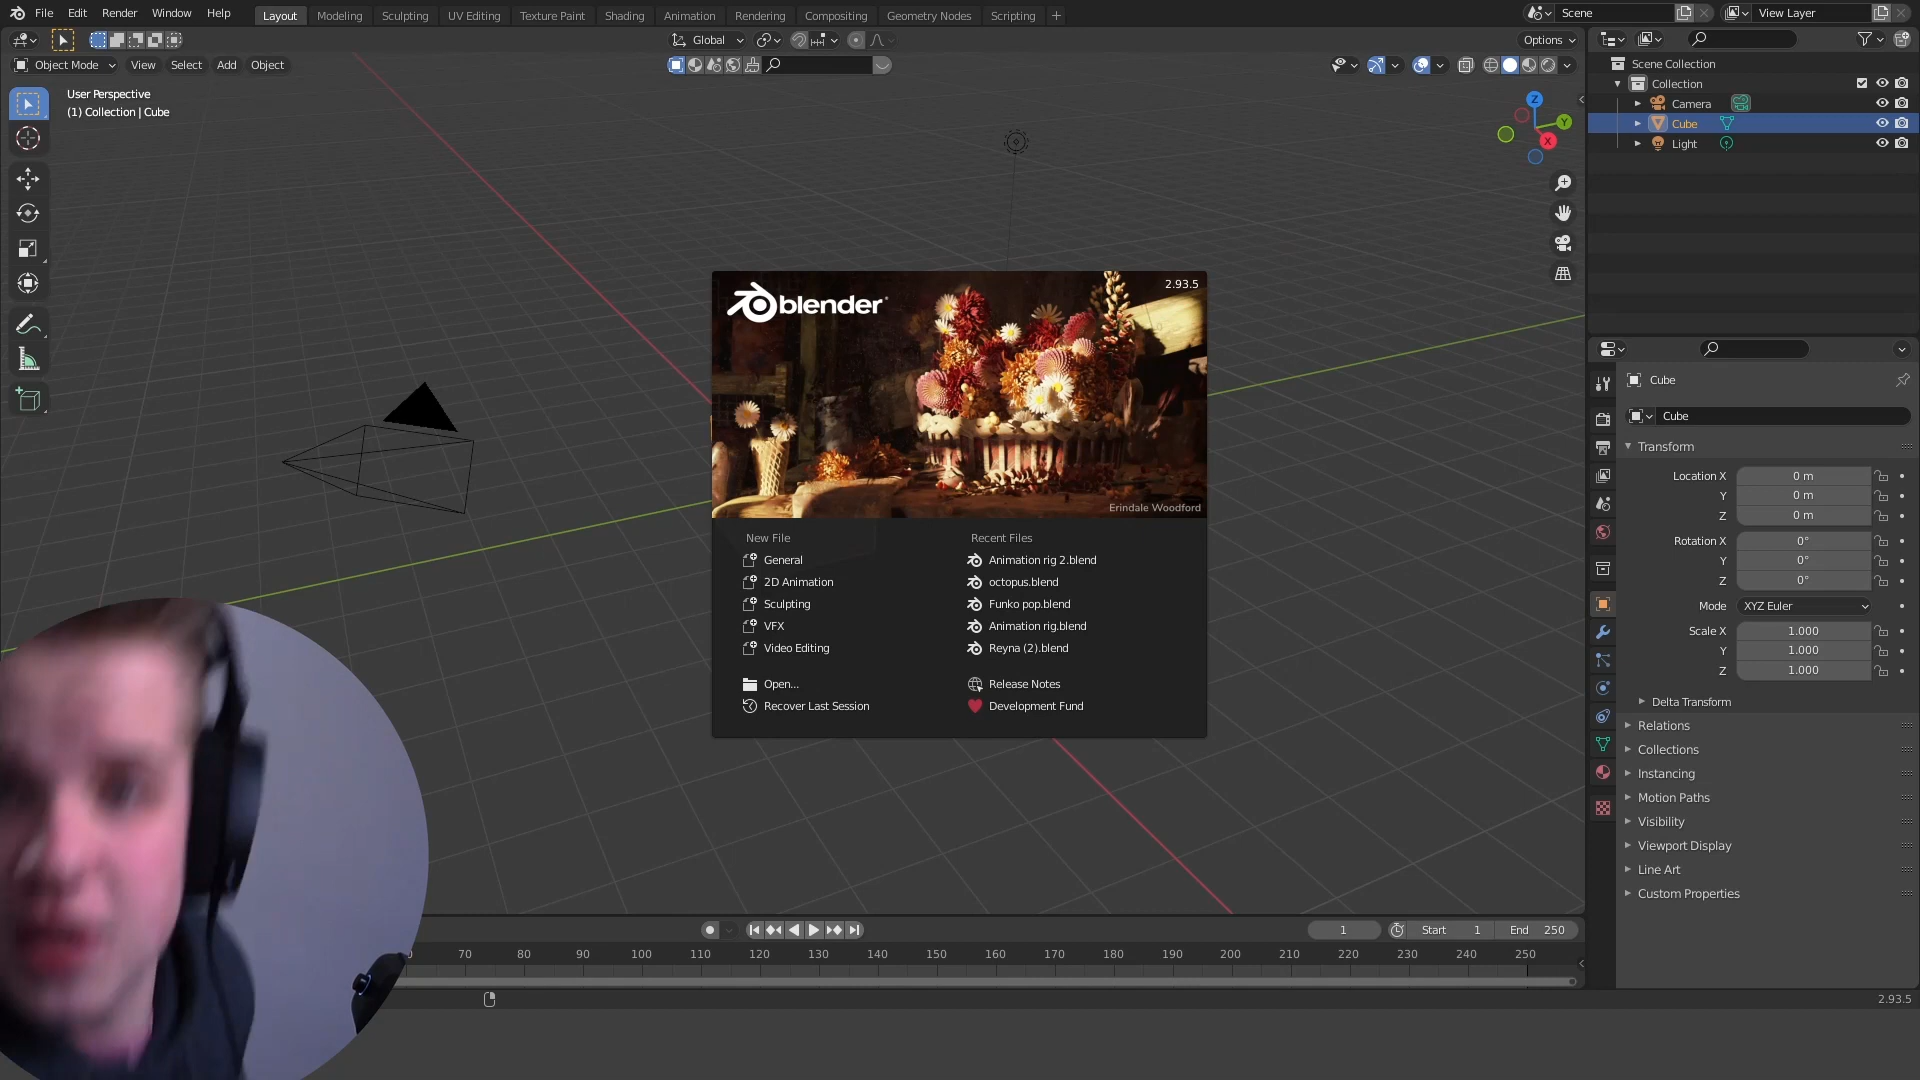 File Edit Render Window Help Layout Modeling Sculpting UV Editing Texture Paint Shading Animation Rendering Compositing Geometry Nodes Scripting + Scene View Layer
Global Options
Object Mode View Select Add Object
User Perspective
(1) Collection | Cube
Z
Y
X
Scene Collection
Collection
Camera
Cube
Light
blender
2.93.5
Erindale Woodford
New File
General
2D Animation
Sculpting
VFX
Video Editing
Open...
Recover Last Session
Recent Files
Animation rig 2.blend
octopus.blend
Funko pop.blend
Animation rig.blend
Reyna (2).blend
Release Notes
Development Fund
Cube
Cube
Transform
Location X 0 m
Y 0 m
Z 0 m
Rotation X 0°
Y 0°
Z 0°
Mode XYZ Euler
Scale X 1.000
Y 1.000
Z 1.000
Delta Transform
Relations
Collections
Instancing
Motion Paths
Visibility
Viewport Display
Line Art
Custom Properties
1 Start 1 End 250
70 80 90 100 110 120 130 140 150 160 170 180 190 200 210 220 230 240 250
2.93.5